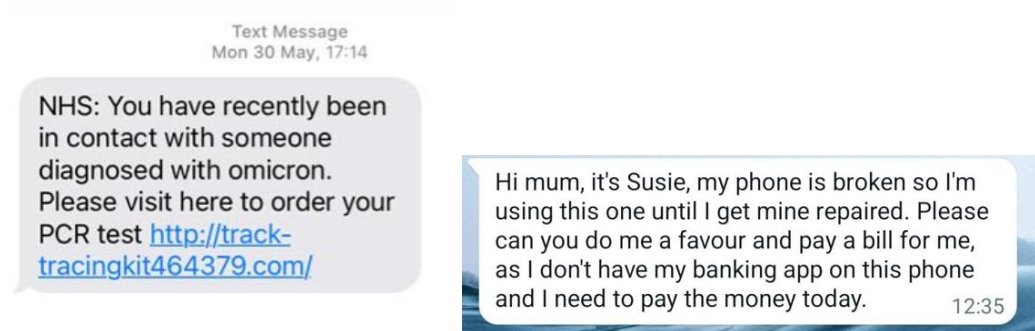 Text Message
Mon 30 May, 17:14
NHS: You have recently been
in contact with someone
diagnosed with omicron.
Please visit here to order your
PCR test http://track-
tracingkit464379.com/
Hi mum, it's Susie, my phone is broken so I'm
using this one until I get mine repaired. Please
can you do me a favour and pay a bill for me,
as I don't have my banking app on this phone
and I need to pay the money today.
12:35